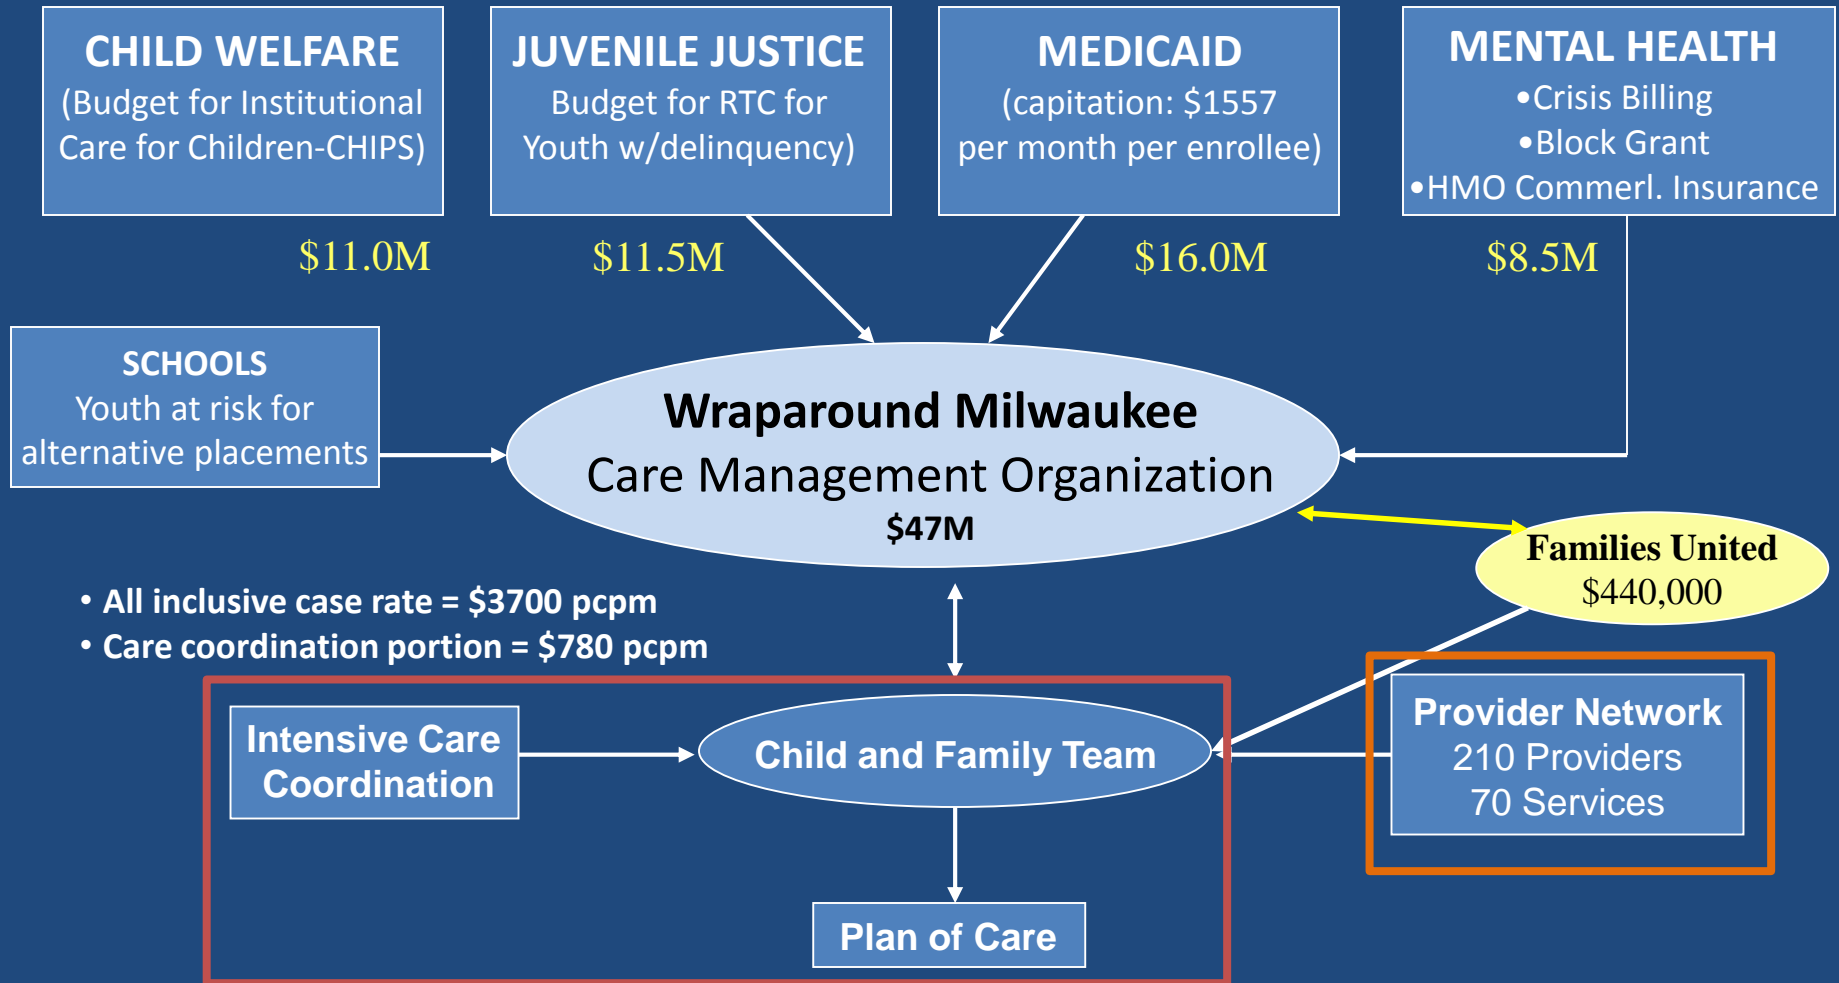 CHILD WELFARE
(Budget for Institutional
Care for Children-CHIPS)
JUVENILE JUSTICE
Budget for RTC for
Youth w/delinquency)
MEDICAID
(capitation: $1557
per month per enrollee)
MENTAL HEALTH
•Crisis Billing
•Block Grant
•HMO Commerl. Insurance
$11.0M
$11.5M
$16.0M
$8.5M
SCHOOLS
Youth at risk for
alternative placements
Wraparound Milwaukee
Care Management Organization
$47M
Families United
$440,000
• All inclusive case rate = $3700 pcpm
• Care coordination portion = $780 pcpm
Intensive Care
Coordination
Child and Family Team
Provider Network
210 Providers
70 Services
Plan of Care